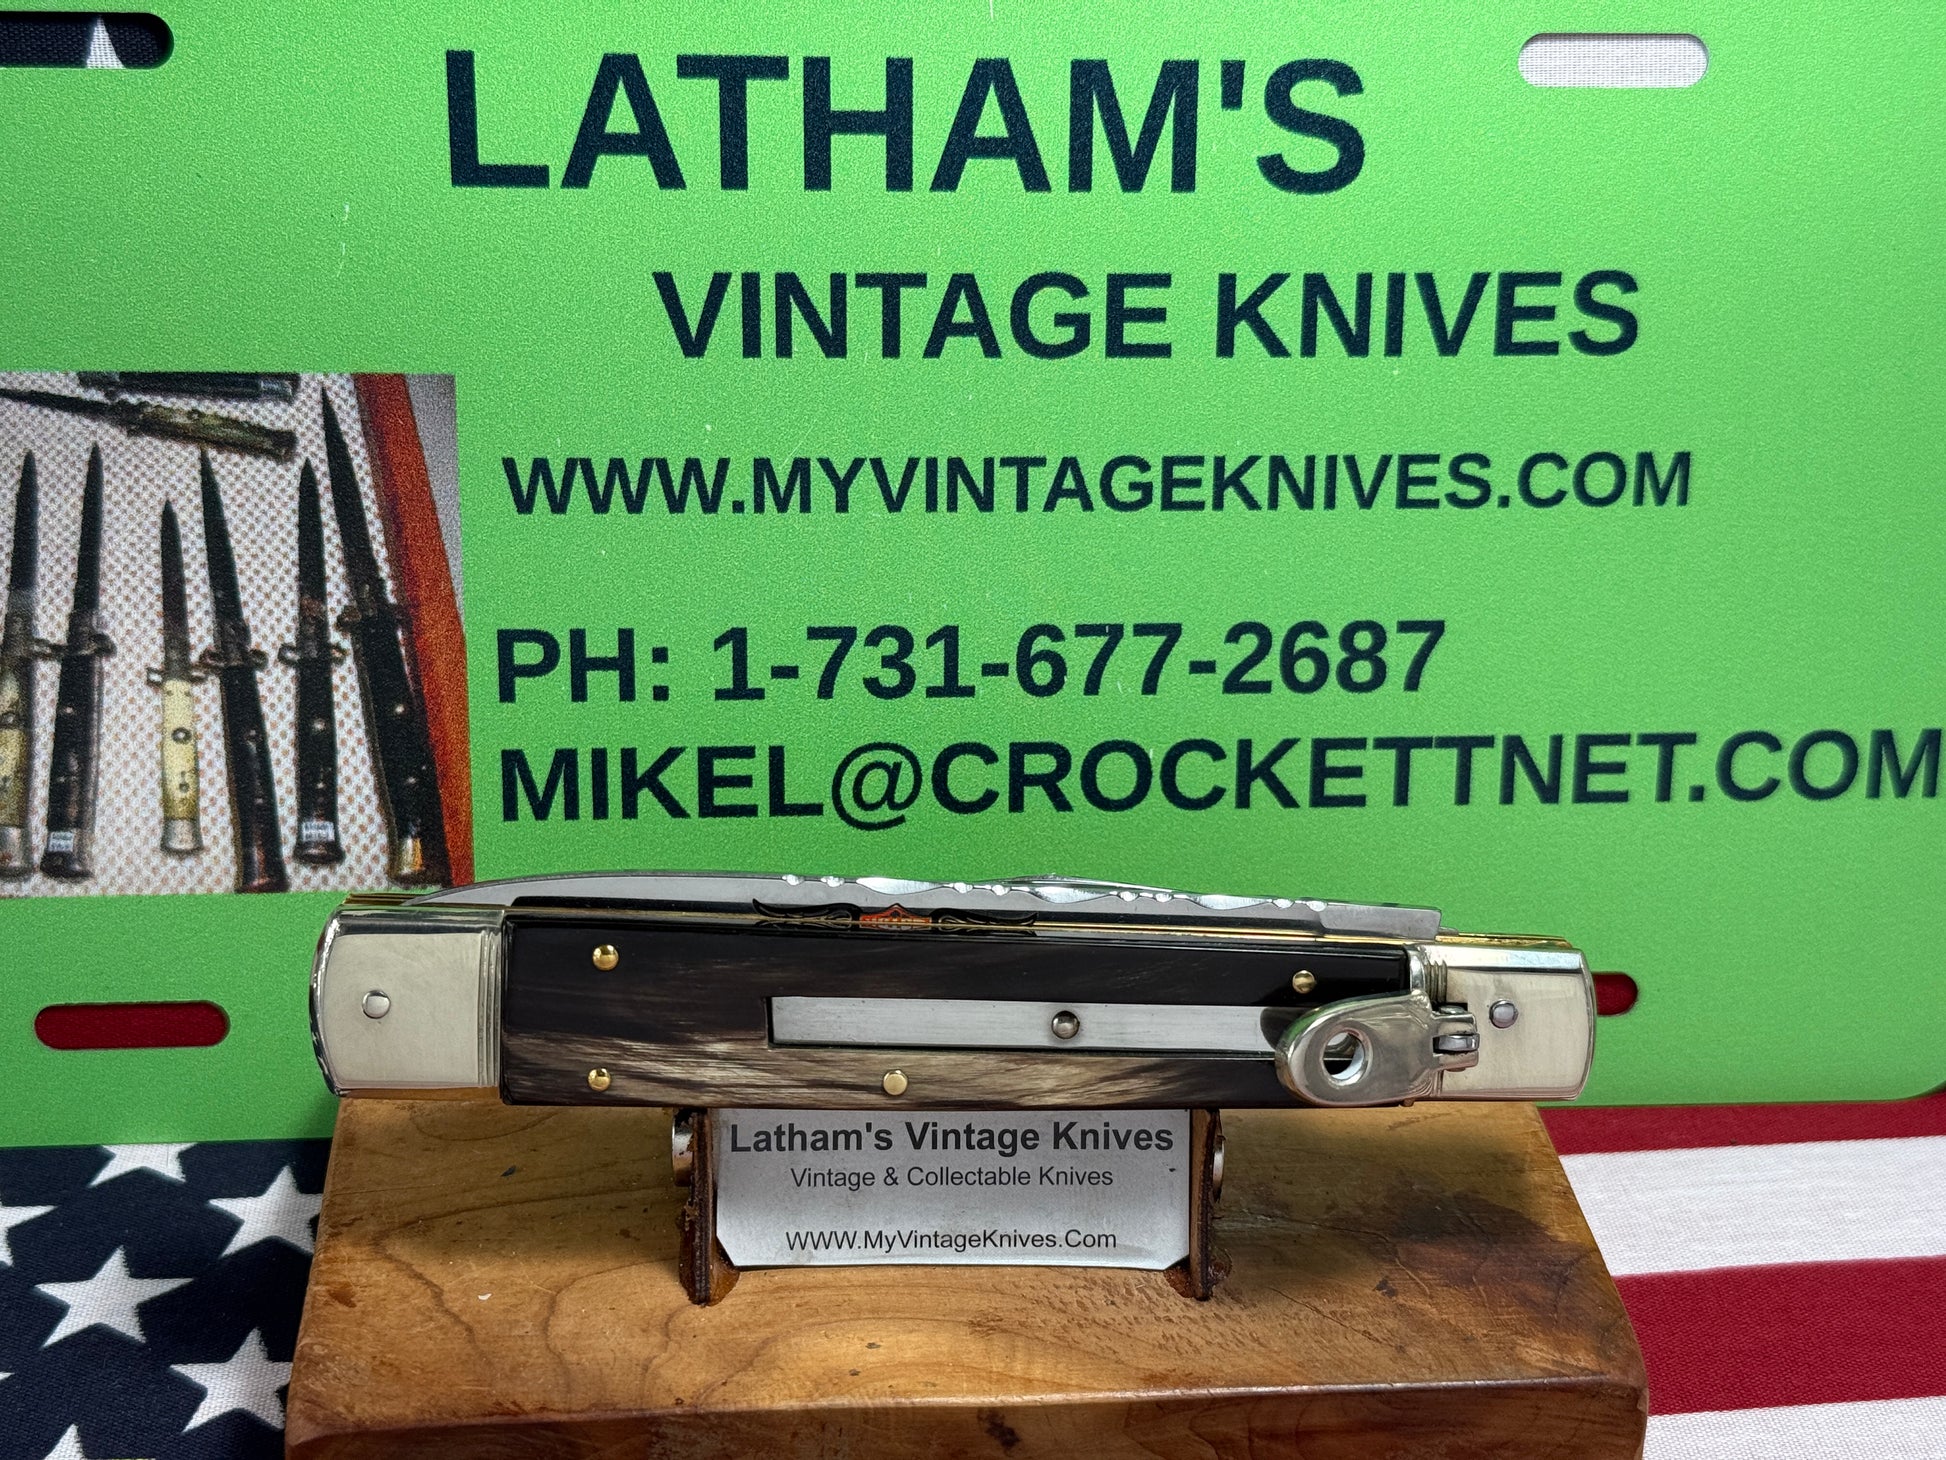 LATHAM'S
VINTAGE KNIVES
WWW.MYVINTAGEKNIVES.COM
PH: 1-731-677-2687
MIKEL@CROCKETTNET.COM
Latham's Vintage Knives
Vintage & Collectable Knives
WWW.MyVintageKnives.Com